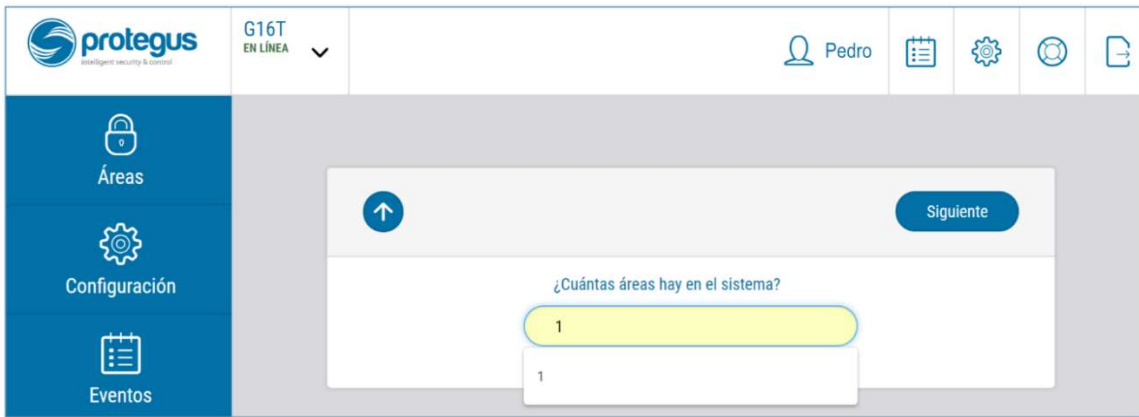 protegus
intelligent security & control
G16T
EN LÍNEA
Pedro
Áreas
Configuración
Eventos
Siguiente
¿Cuántas áreas hay en el sistema?
1
1